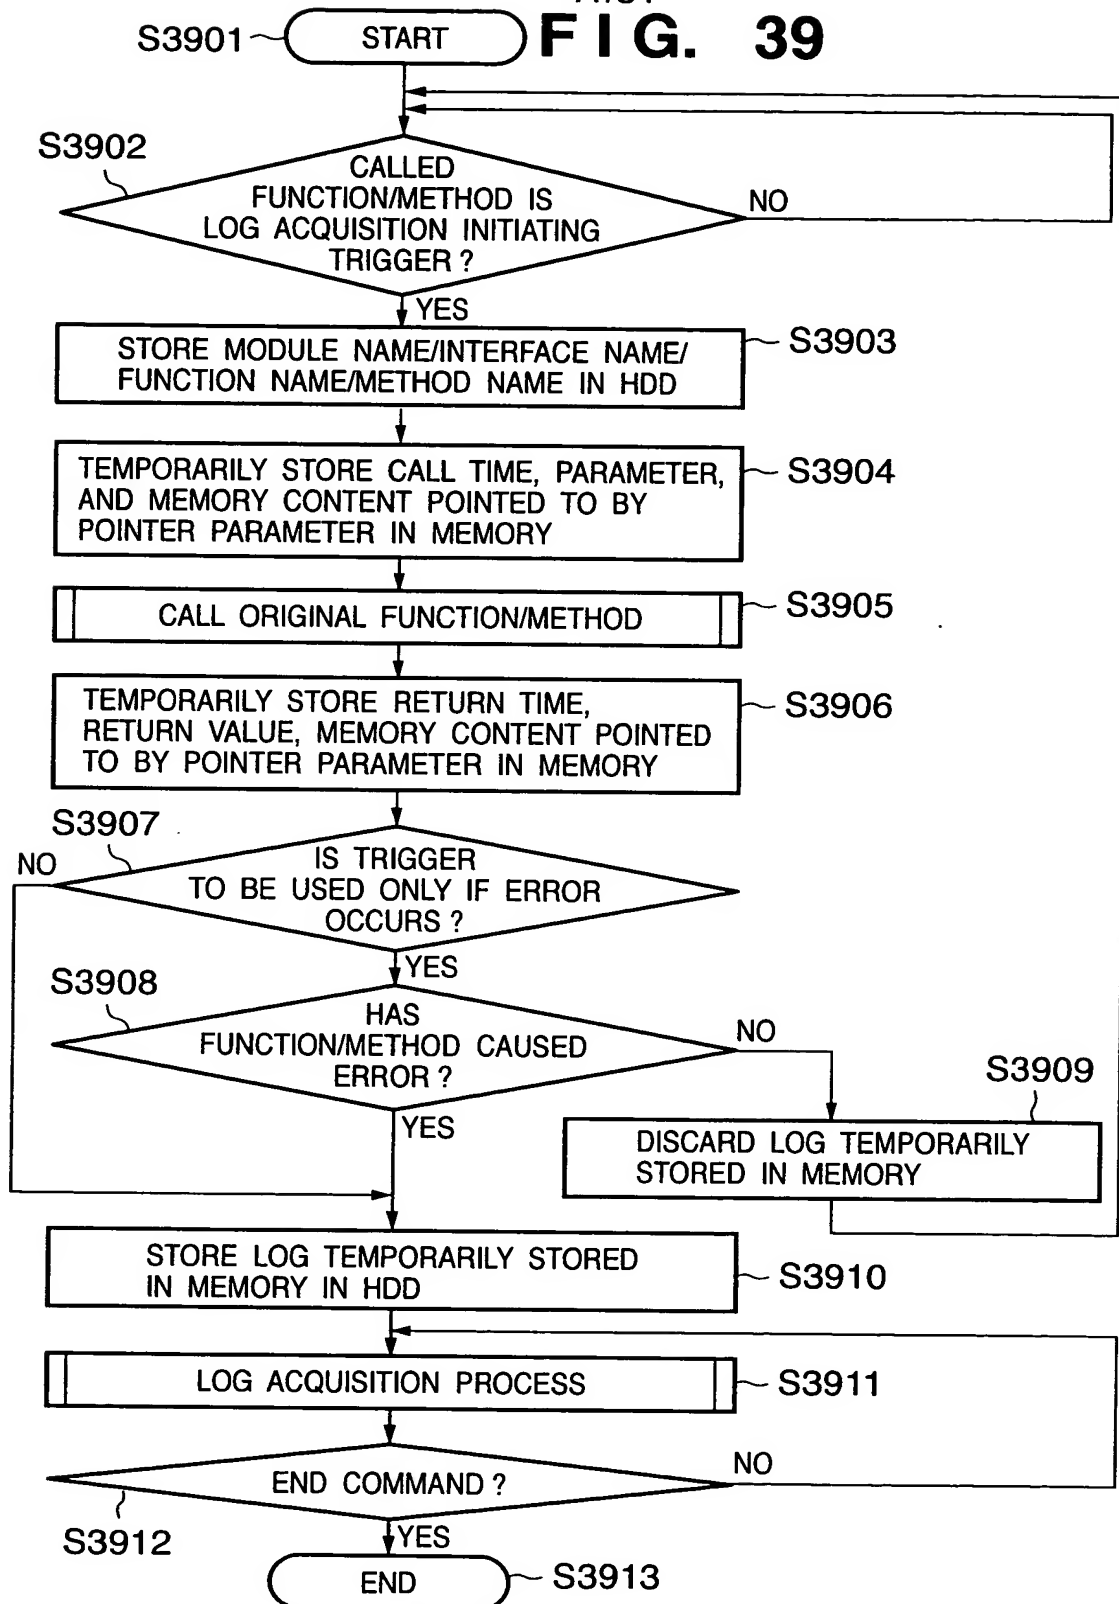 S3901
START
FIG. 39
S3902
CALLED
FUNCTION/METHOD IS
LOG ACQUISITION INITIATING
TRIGGER ?
NO
YES
STORE MODULE NAME/INTERFACE NAME/
FUNCTION NAME/METHOD NAME IN HDD
S3903
TEMPORARILY STORE CALL TIME, PARAMETER,
AND MEMORY CONTENT POINTED TO BY
POINTER PARAMETER IN MEMORY
S3904
CALL ORIGINAL FUNCTION/METHOD
S3905
TEMPORARILY STORE RETURN TIME,
RETURN VALUE, MEMORY CONTENT POINTED
TO BY POINTER PARAMETER IN MEMORY
S3906
S3907
NO
IS TRIGGER
TO BE USED ONLY IF ERROR
OCCURS ?
YES
S3908
HAS
FUNCTION/METHOD CAUSED
ERROR ?
NO
YES
S3909
DISCARD LOG TEMPORARILY
STORED IN MEMORY
STORE LOG TEMPORARILY STORED
IN MEMORY IN HDD
S3910
LOG ACQUISITION PROCESS
S3911
END COMMAND ?
NO
S3912
YES
END
S3913